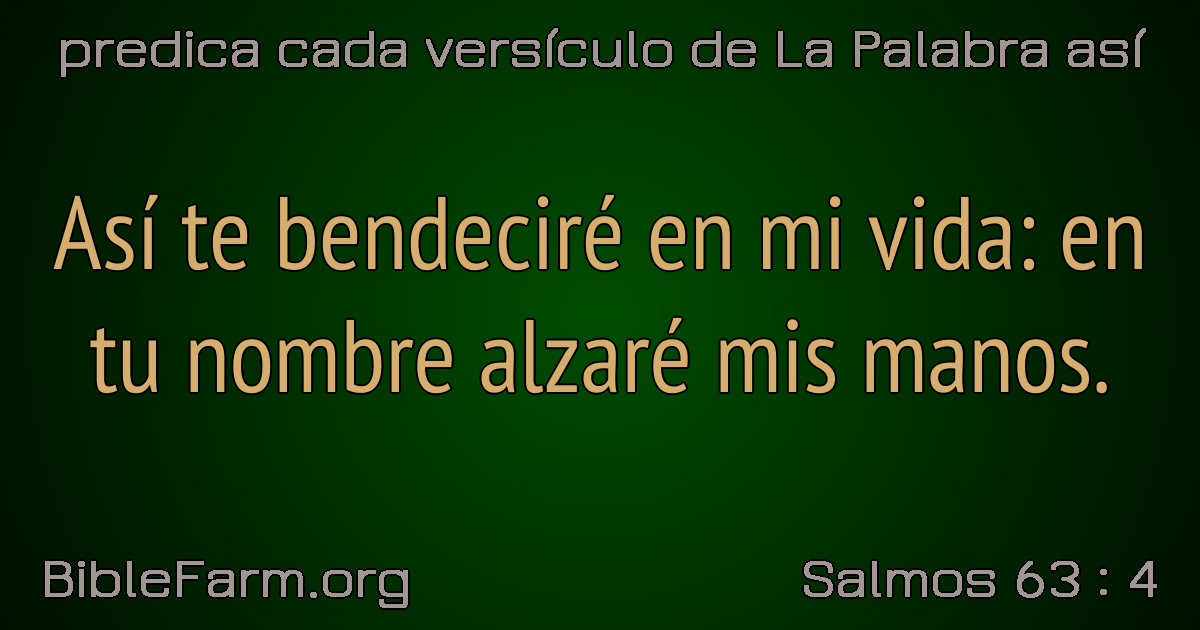 predica cada versículo de La Palabra así
Así te bendeciré en mi vida: en
tu nombre alzaré mis manos.
BibleFarm.org
Salmos 63 : 4